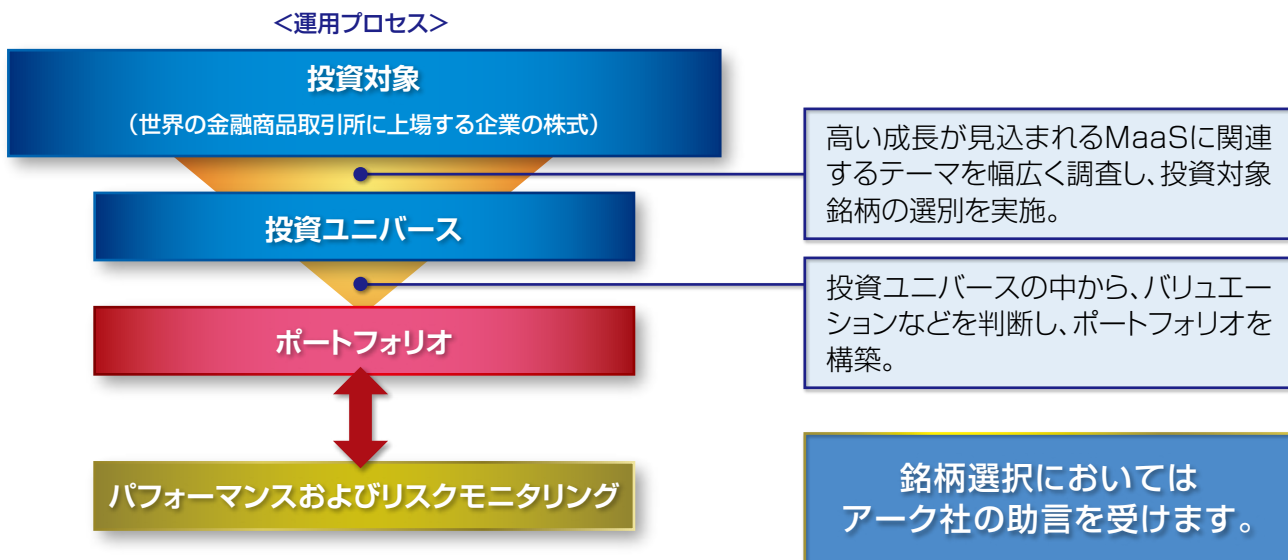 ＜運用プロセス＞
投資対象
（世界の金融商品取引所に上場する企業の株式）
高い成長が見込まれるMaaSに関連
するテーマを幅広く調査し、投資対象
銘柄の選別を実施。
投資ユニバース
投資ユニバースの中から、バリュエー
ションなどを判断し、ポートフォリオを
構築。
ポートフォリオ
パフォーマンスおよびリスクモニタリング
銘柄選択においては
アーク社の助言を受けます。